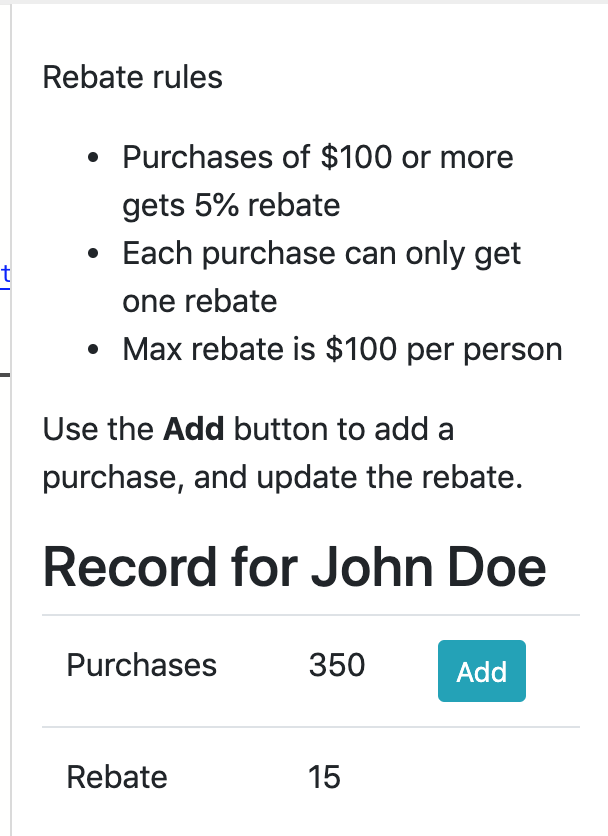 Rebate rules
• Purchases of $100 or more
gets 5% rebate
• Each purchase can only get
one rebate
• Max rebate is $100 per person
Use the Add button to add a
purchase, and update the rebate.
Record for John Doe
Purchases 350 Add
Rebate 15